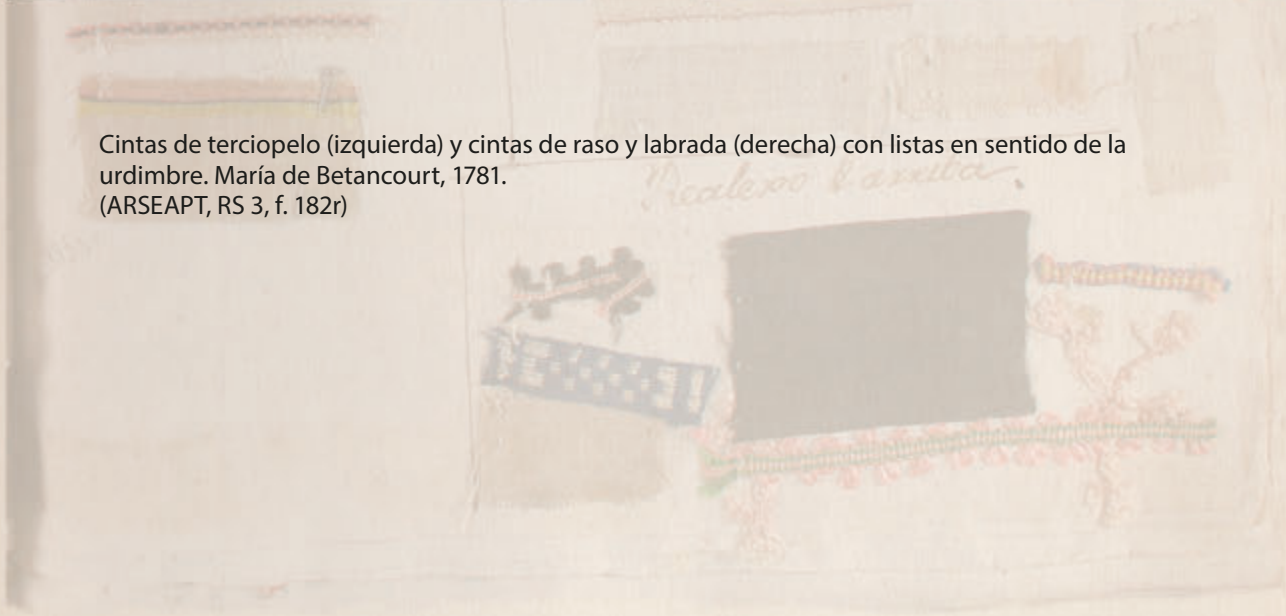 Cintas de terciopelo (izquierda) y cintas de raso y labrada (derecha) con listas en sentido de la
urdimbre. María de Betancourt, 1781.
(ARSEAPT, RS 3, f. 182r)
Realexo